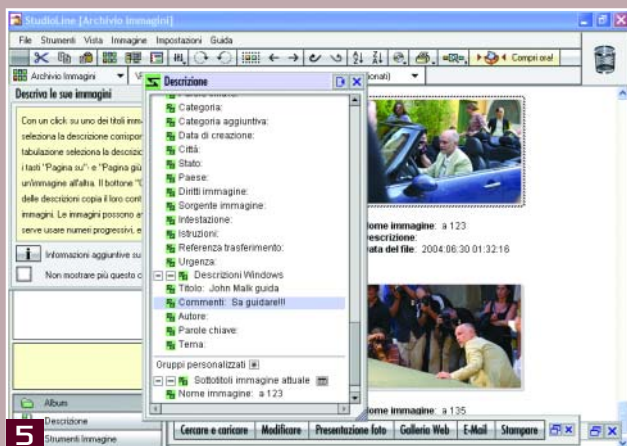 StudioLine [Archivio immagini]
File Strumenti Vista Immagine Impostazioni Guida
Compri ora!
Archivio Immagini
Descriva le sue immagini
Con un click su uno dei titoli
seleziona la descrizione
tabulazione seleziona la
i tasti "Pagina su"- e "Pagina
un'immagine all'altra. Il bottone
delle descrizioni copia il loro
immagini. Le immagini possono
serve usare numeri progressivi, e
Informazioni aggiuntive su
Non mostrare più questo
Album
Descrizione
Strumenti Immagine
5
Descrizione
Categoria:
Categoria aggiuntiva:
Data di creazione:
Città:
Stato:
Paese:
Diritti immagine:
Sorgente immagine:
Intestazione:
Istruzioni:
Referenza trasferimento:
Urgenza:
Descrizioni Windows
Titolo: John Malk guida
Commenti: Sa guidare!!!
Autore:
Parole chiave:
Tema:
Gruppi personalizzati
Sottotitoli immagine attuale
Nome immagine: a 123
Nome immagine: a 123
Descrizione:
Data del file: 2004:06:30 01:32:16
Nome immagine: a 135
Cercare e caricare Modificare Presentazione foto Galleria Web E-Mail Stampare